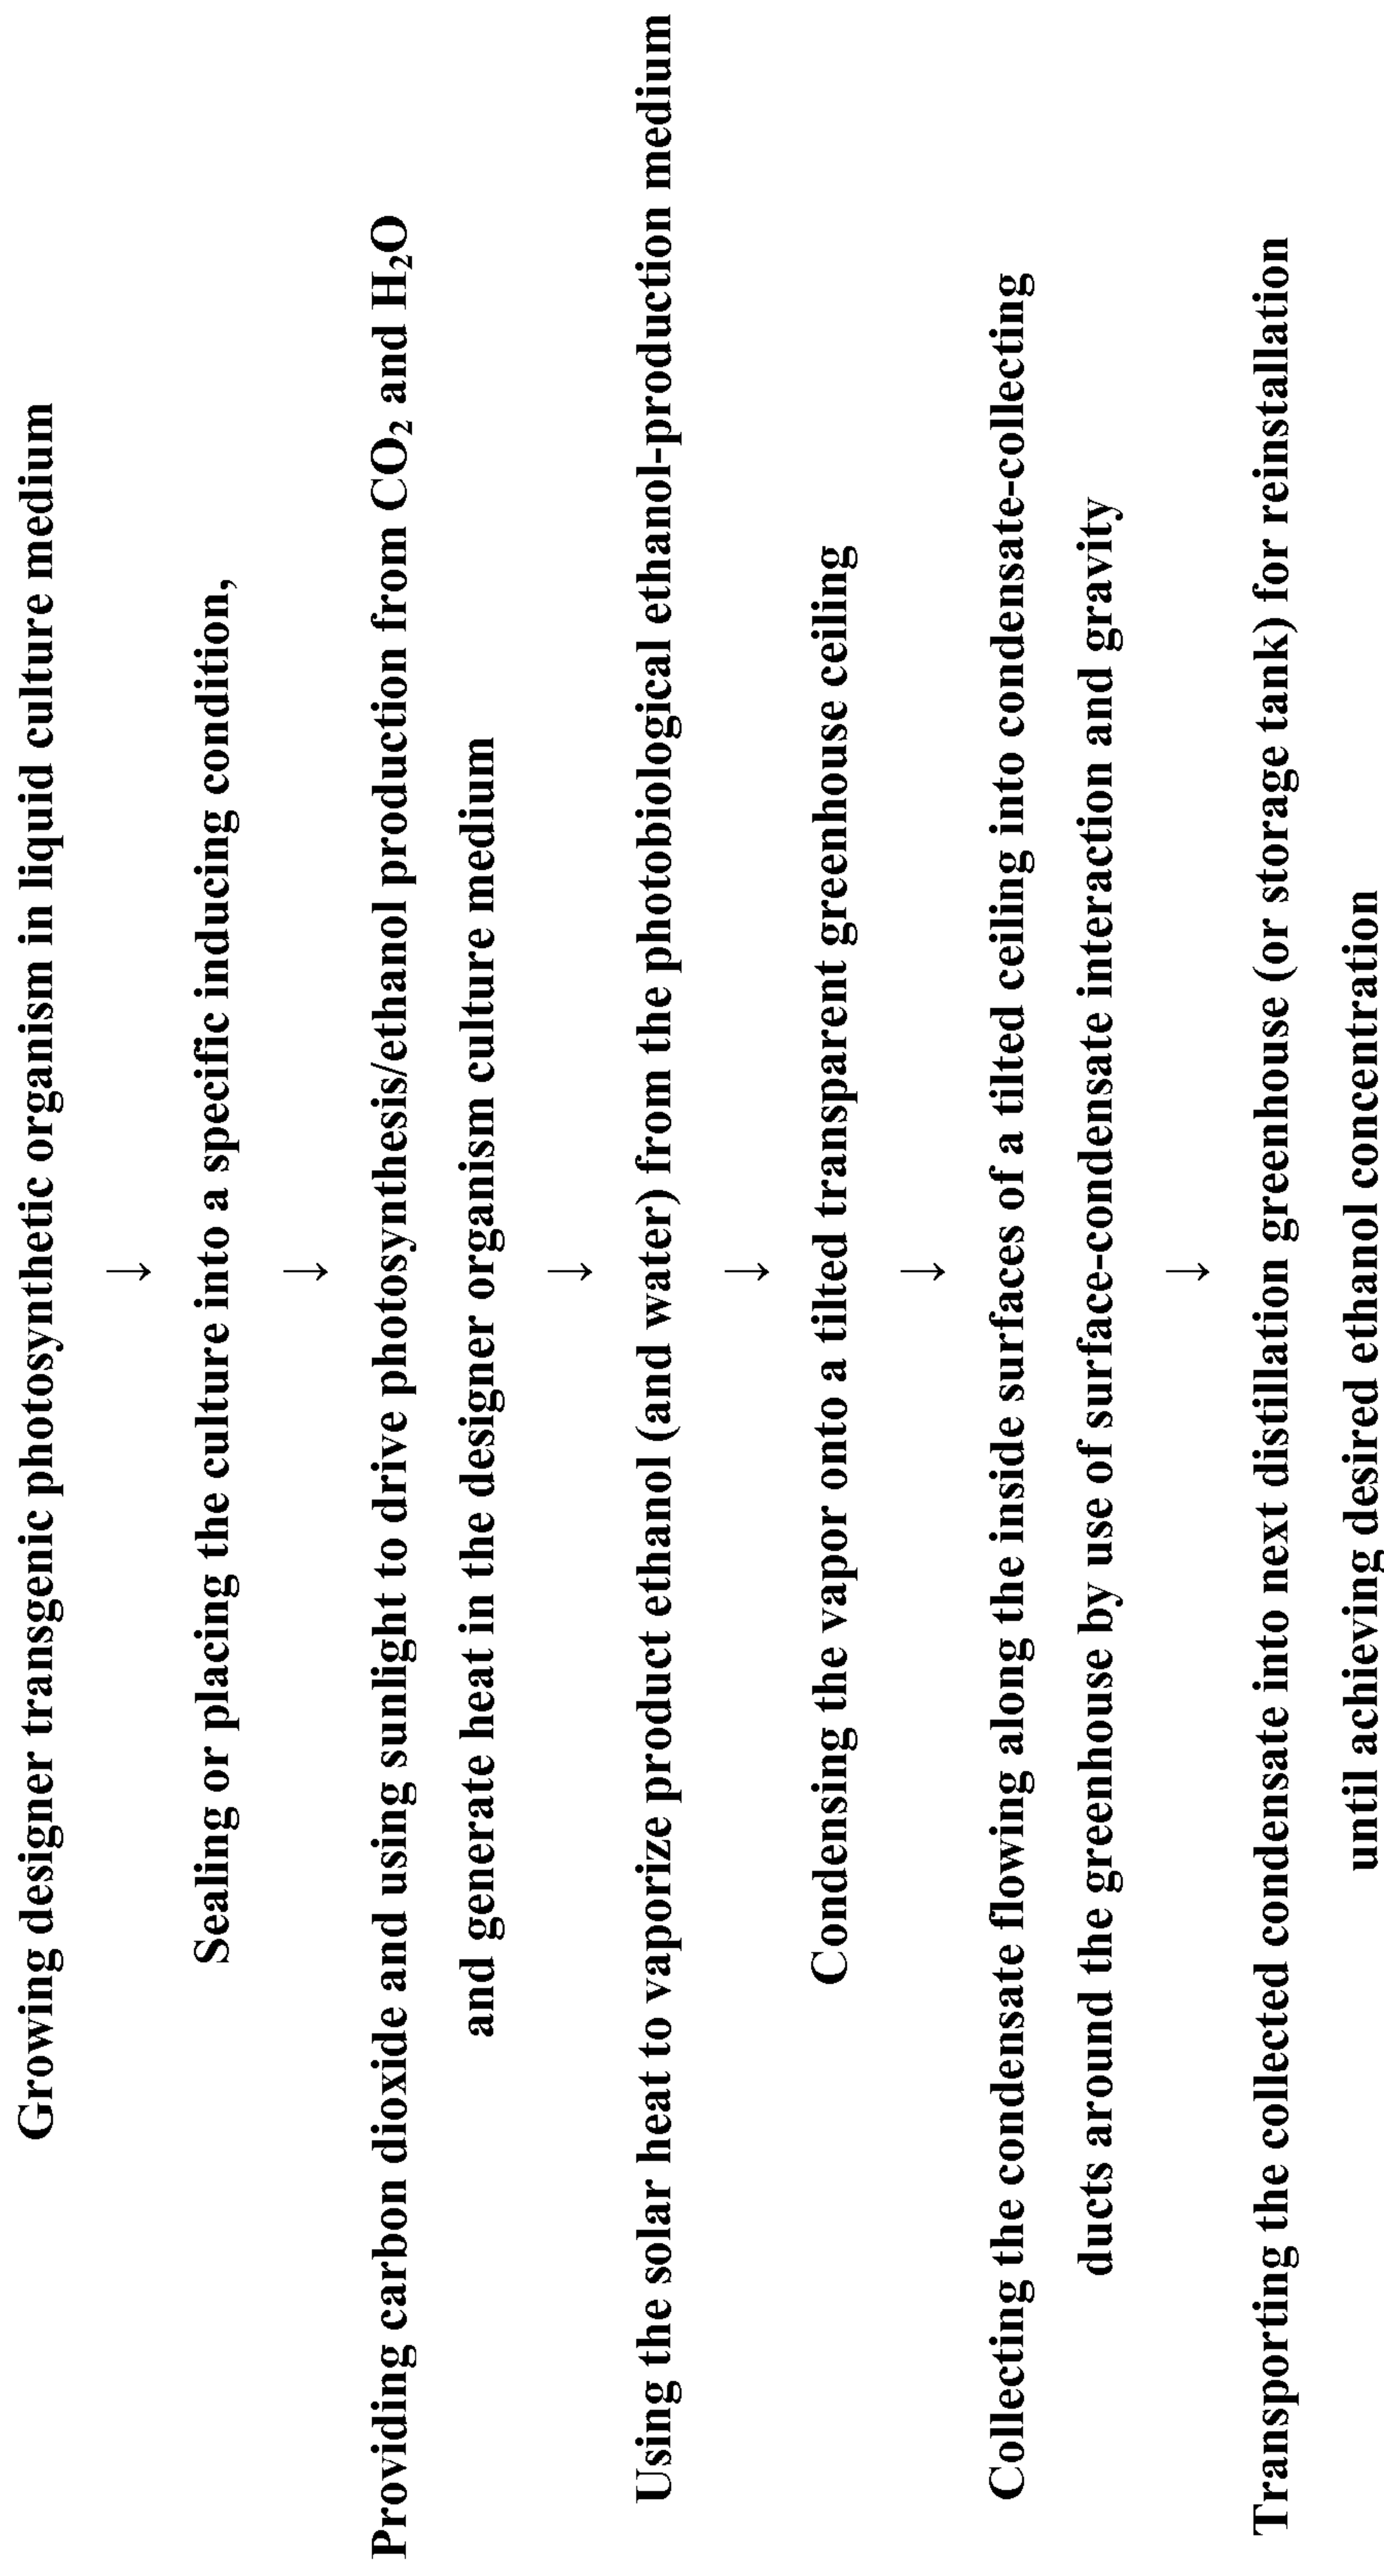 Growing designer transgenic photosynthetic organism in liquid culture medium
↓
Sealing or placing the culture into a specific inducing condition,
↓
Providing carbon dioxide and using sunlight to drive photosynthesis/ethanol production from CO₂ and H₂O
and generate heat in the designer organism culture medium
↓
Using the solar heat to vaporize product ethanol (and water) from the photobiological ethanol-production medium
↓
Condensing the vapor onto a tilted transparent greenhouse ceiling
↓
Collecting the condensate flowing along the inside surfaces of a tilted ceiling into condensate-collecting
ducts around the greenhouse by use of surface-condensate interaction and gravity
↓
Transporting the collected condensate into next distillation greenhouse (or storage tank) for reinstallation
until achieving desired ethanol concentration